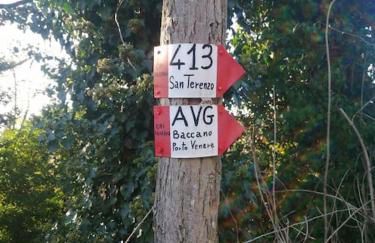 413
San Terenzo
AVG
Baccano
Porto Venere